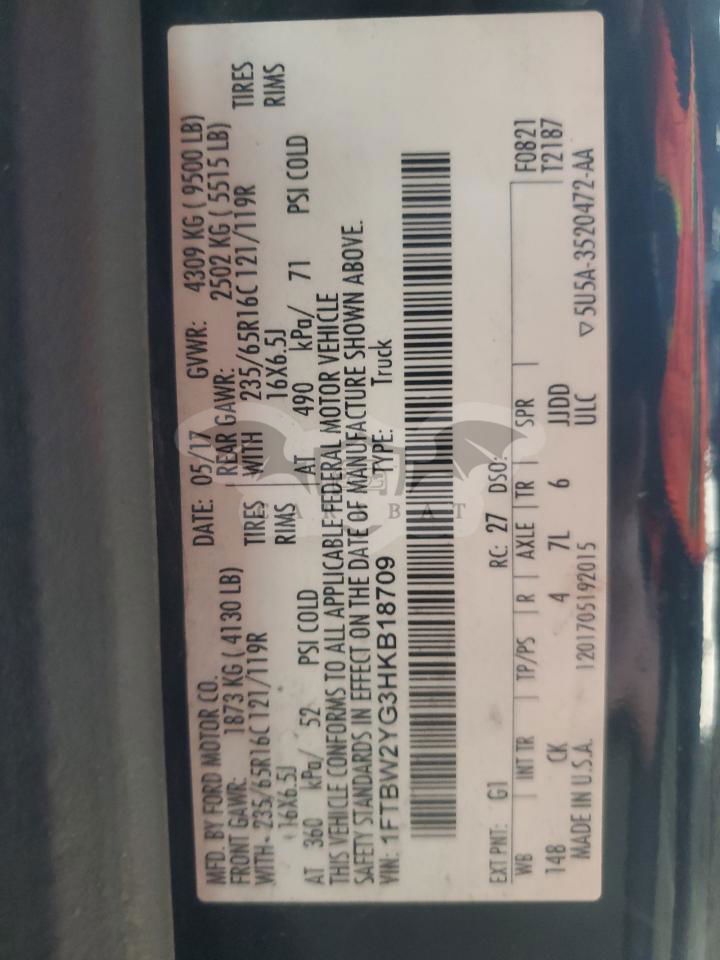 MFD. BY FORD MOTOR CO. DATE: 05/17 GVWR: 4309 KG ( 9500 LB)
FRONT GAWR: 1873 KG ( 4130 LB) REAR GAWR: 2502 KG ( 5515 LB)
WITH 235/65R16C 121/119R TIRES WITH 235/65R16C 121/119R TIRES
16X6.5J RIMS 16X6.5J RIMS
AT 360 kPa/ 52 PSI COLD AT 490 kPa/ 71 PSI COLD
THIS VEHICLE CONFORMS TO ALL APPLICABLE FEDERAL MOTOR VEHICLE
SAFETY STANDARDS IN EFFECT ON THE DATE OF MANUFACTURE SHOWN ABOVE.
VIN: 1FTBW2YG3HKB18709 TYPE: Truck
EXT PNT: G1 RC: 27 DSO: F0821
WB INT TR TP/PS R AXLE TR SPR T2187
148 CK 4 7L 6 JJDD
MADE IN U.S.A. 1201705192015 ULC ▽5U5A-3520472-AA